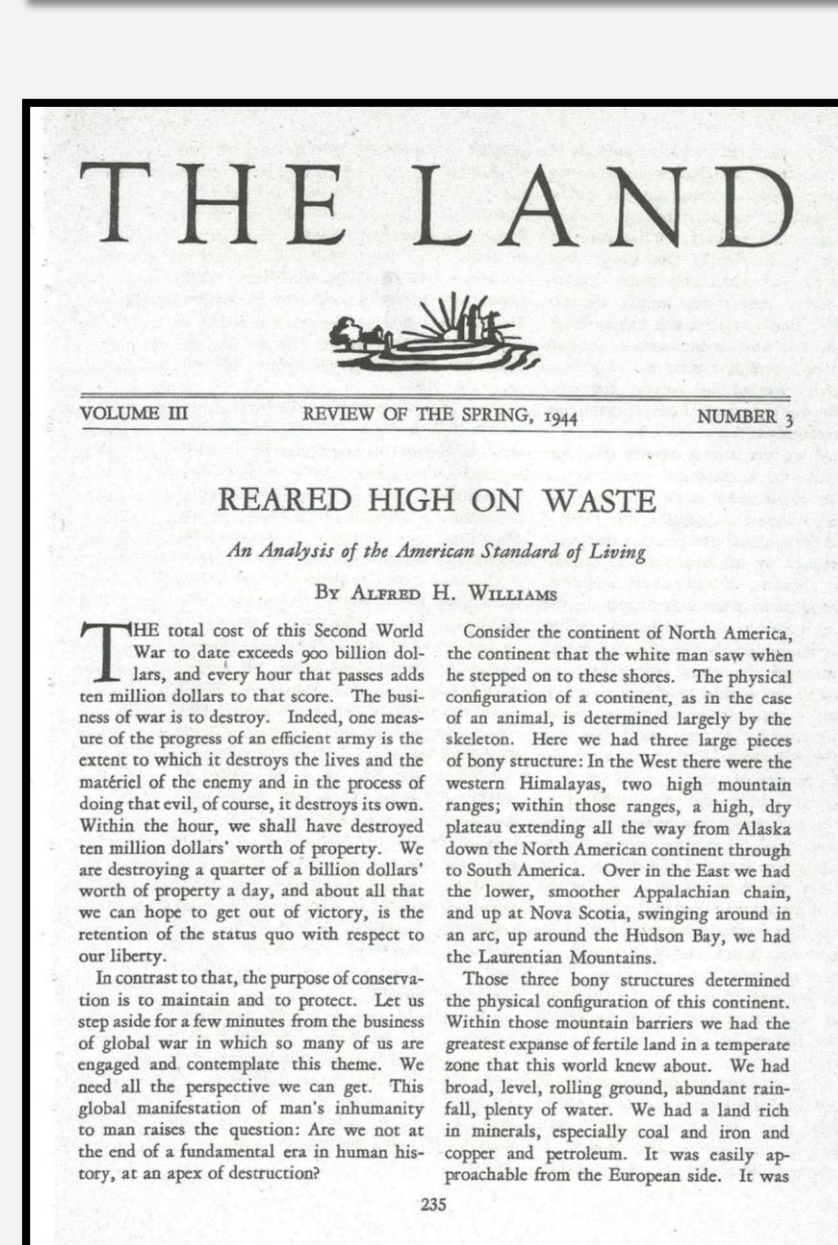 THE LAND
VOLUME III
REVIEW OF THE SPRING, 1944
NUMBER 3
REARED HIGH ON WASTE
An Analysis of the American Standard of Living
By Alfred H. Williams
THE total cost of this Second World
War to date exceeds 900 billion dol-
lars, and every hour that passes adds
ten million dollars to that score. The busi-
ness of war is to destroy. Indeed, one meas-
ure of the progress of an efficient army is the
extent to which it destroys the lives and the
matériel of the enemy and in the process of
doing that evil, of course, it destroys its own.
Within the hour, we shall have destroyed
ten million dollars' worth of property. We
are destroying a quarter of a billion dollars'
worth of property a day, and about all that
we can hope to get out of victory, is the
retention of the status quo with respect to
our liberty.
In contrast to that, the purpose of conserva-
tion is to maintain and to protect. Let us
step aside for a few minutes from the business
of global war in which so many of us are
engaged and contemplate this theme. We
need all the perspective we can get. This
global manifestation of man's inhumanity
to man raises the question: Are we not at
the end of a fundamental era in human his-
tory, at an apex of destruction?
Consider the continent of North America,
the continent that the white man saw when
he stepped on to these shores. The physical
configuration of a continent, as in the case
of an animal, is determined largely by the
skeleton. Here we had three large pieces
of bony structure: In the West there were the
western Himalayas, two high mountain
ranges; within those ranges, a high, dry
plateau extending all the way from Alaska
down the North American continent through
to South America. Over in the East we had
the lower, smoother Appalachian chain,
and up at Nova Scotia, swinging around in
an arc, up around the Hudson Bay, we had
the Laurentian Mountains.
Those three bony structures determined
the physical configuration of this continent.
Within those mountain barriers we had the
greatest expanse of fertile land in a temperate
zone that this world knew about. We had
broad, level, rolling ground, abundant rain-
fall, plenty of water. We had a land rich
in minerals, especially coal and iron and
copper and petroleum. It was easily ap-
proachable from the European side. It was
235